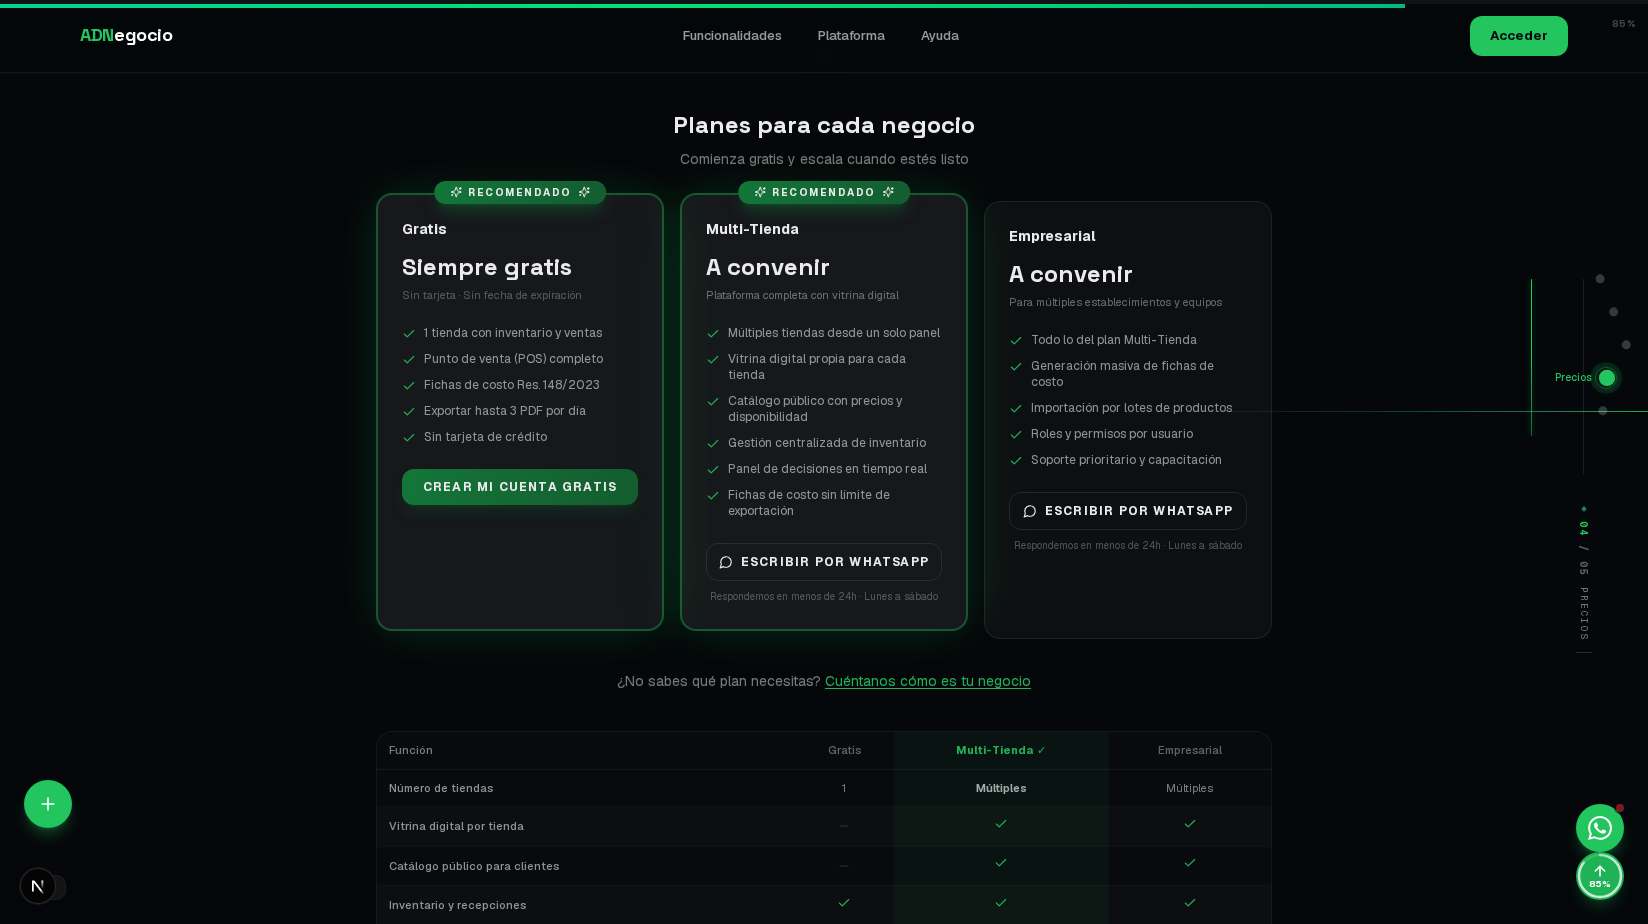 ADNegocio
Funcionalidades
Plataforma
Ayuda
Acceder
85%
Planes para cada negocio
Comienza gratis y escala cuando estés listo
RECOMENDADO
Gratis
Siempre gratis
Sin tarjeta · Sin fecha de expiración
1 tienda con inventario y ventas
Punto de venta (POS) completo
Fichas de costo Res. 148/2023
Exportar hasta 3 PDF por día
Sin tarjeta de crédito
CREAR MI CUENTA GRATIS
RECOMENDADO
Multi-Tienda
A convenir
Plataforma completa con vitrina digital
Múltiples tiendas desde un solo panel
Vitrina digital propia para cada
tienda
Catálogo público con precios y
disponibilidad
Gestión centralizada de inventario
Panel de decisiones en tiempo real
Fichas de costo sin límite de
exportación
ESCRIBIR POR WHATSAPP
Respondemos en menos de 24h · Lunes a sábado
Empresarial
A convenir
Para múltiples establecimientos y equipos
Todo lo del plan Multi-Tienda
Generación masiva de fichas de
costo
Importación por lotes de productos
Roles y permisos por usuario
Soporte prioritario y capacitación
ESCRIBIR POR WHATSAPP
Respondemos en menos de 24h · Lunes a sábado
Precios
04 / 05 PRECIOS
¿No sabes qué plan necesitas? Cuéntanos cómo es tu negocio
Función Gratis Multi-Tienda ✓ Empresarial
Número de tiendas 1 Múltiples Múltiples
Vitrina digital por tienda — ✓ ✓
Catálogo público para clientes — ✓ ✓
Inventario y recepciones ✓ ✓ ✓
N
85%